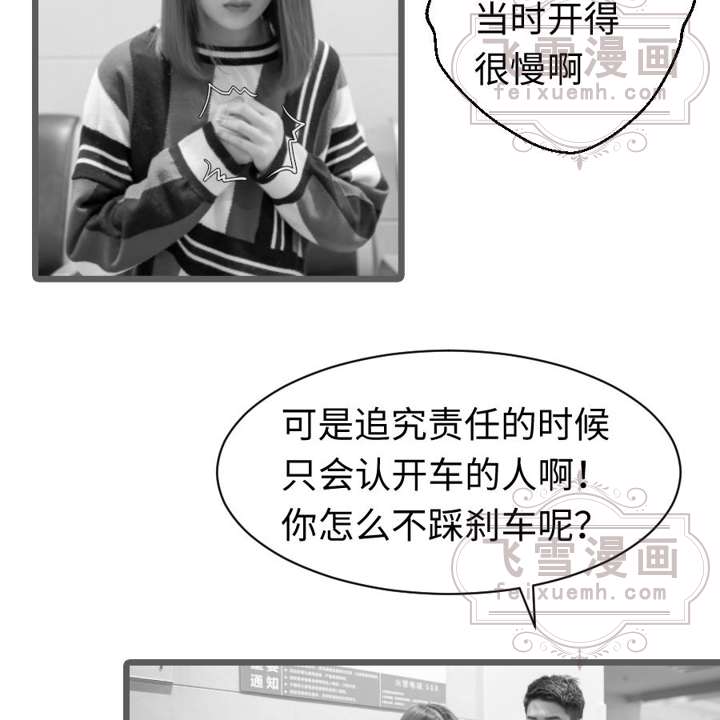 当时开得
很慢啊
飞雪漫画
feixuemh.com
可是追究责任的时候
只会认开车的人啊！
你怎么不踩刹车呢？
飞雪漫画
feixuemh.com
通知